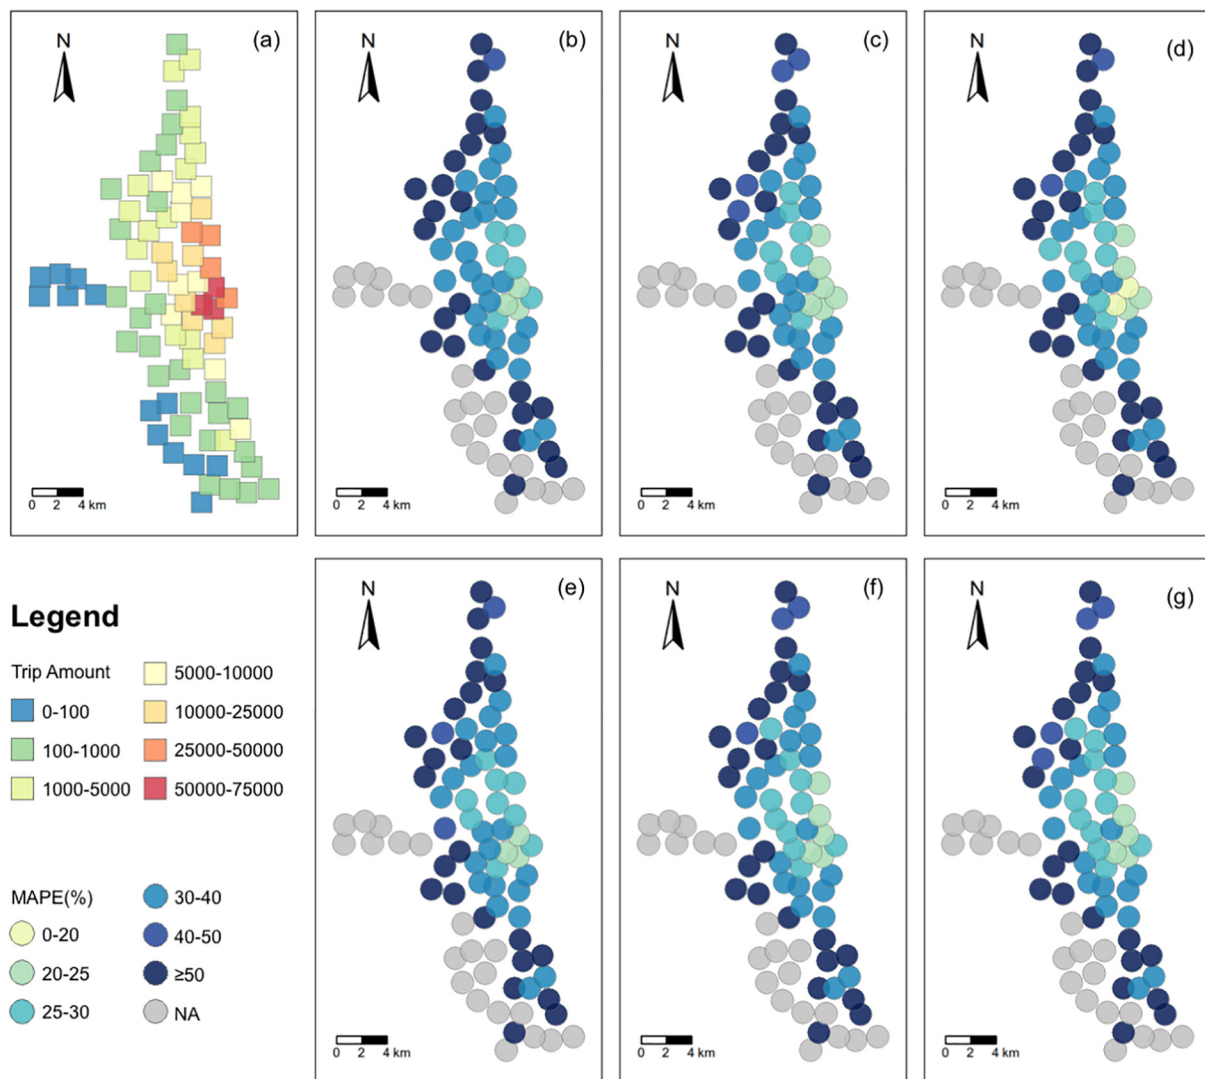 N
(a)
0 2 4 km
N
(b)
0 2 4 km
N
(c)
0 2 4 km
N
(d)
0 2 4 km
Legend
Trip Amount
0-100
100-1000
1000-5000
5000-10000
10000-25000
25000-50000
50000-75000
MAPE(%)
0-20
20-25
25-30
30-40
40-50
≥50
NA
N
(e)
0 2 4 km
N
(f)
0 2 4 km
N
(g)
0 2 4 km